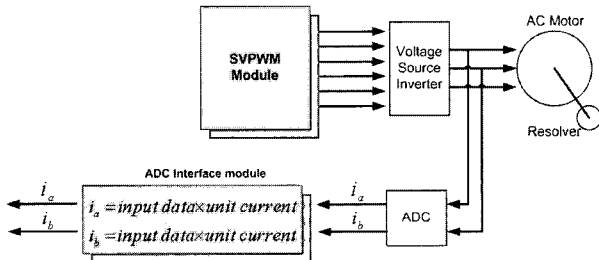 AC Motor
SVPWM
Module
Voltage
Source
Inverter
Resolver
ADC Interface module
i_a
i_a = input data×unit current
i_a
ADC
i_b
i_b = input data×unit current
i_b